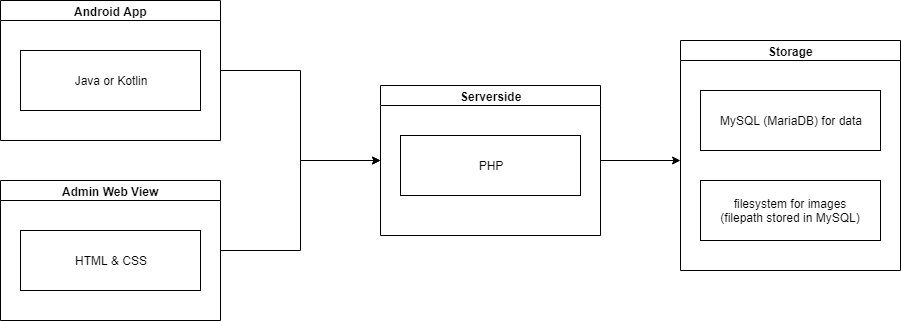 Android App
Java or Kotlin
Admin Web View
HTML & CSS
Serverside
PHP
Storage
MySQL (MariaDB) for data
filesystem for images
(filepath stored in MySQL)